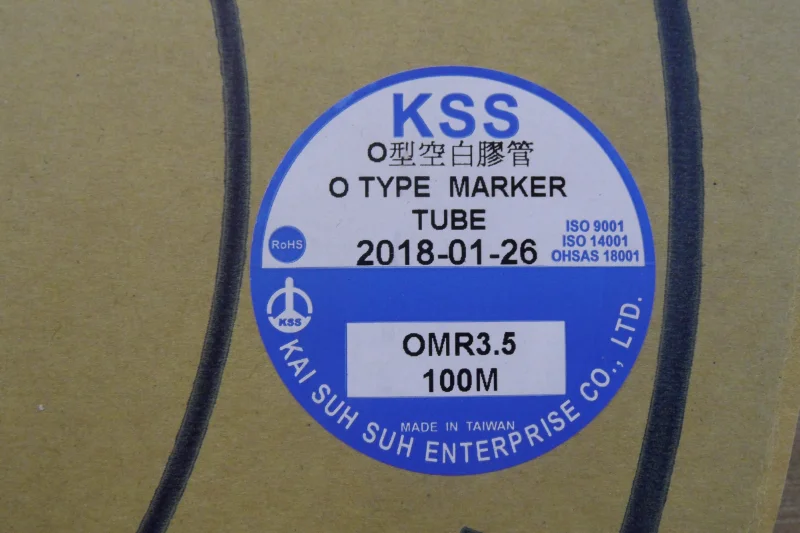 KSS
O型空白膠管
O TYPE MARKER
TUBE
2018-01-26
RoHS
ISO 9001
ISO 14001
OHSAS 18001
KSS
OMR3.5
100M
MADE IN TAIWAN
KAI SUH SUH ENTERPRISE CO., LTD.